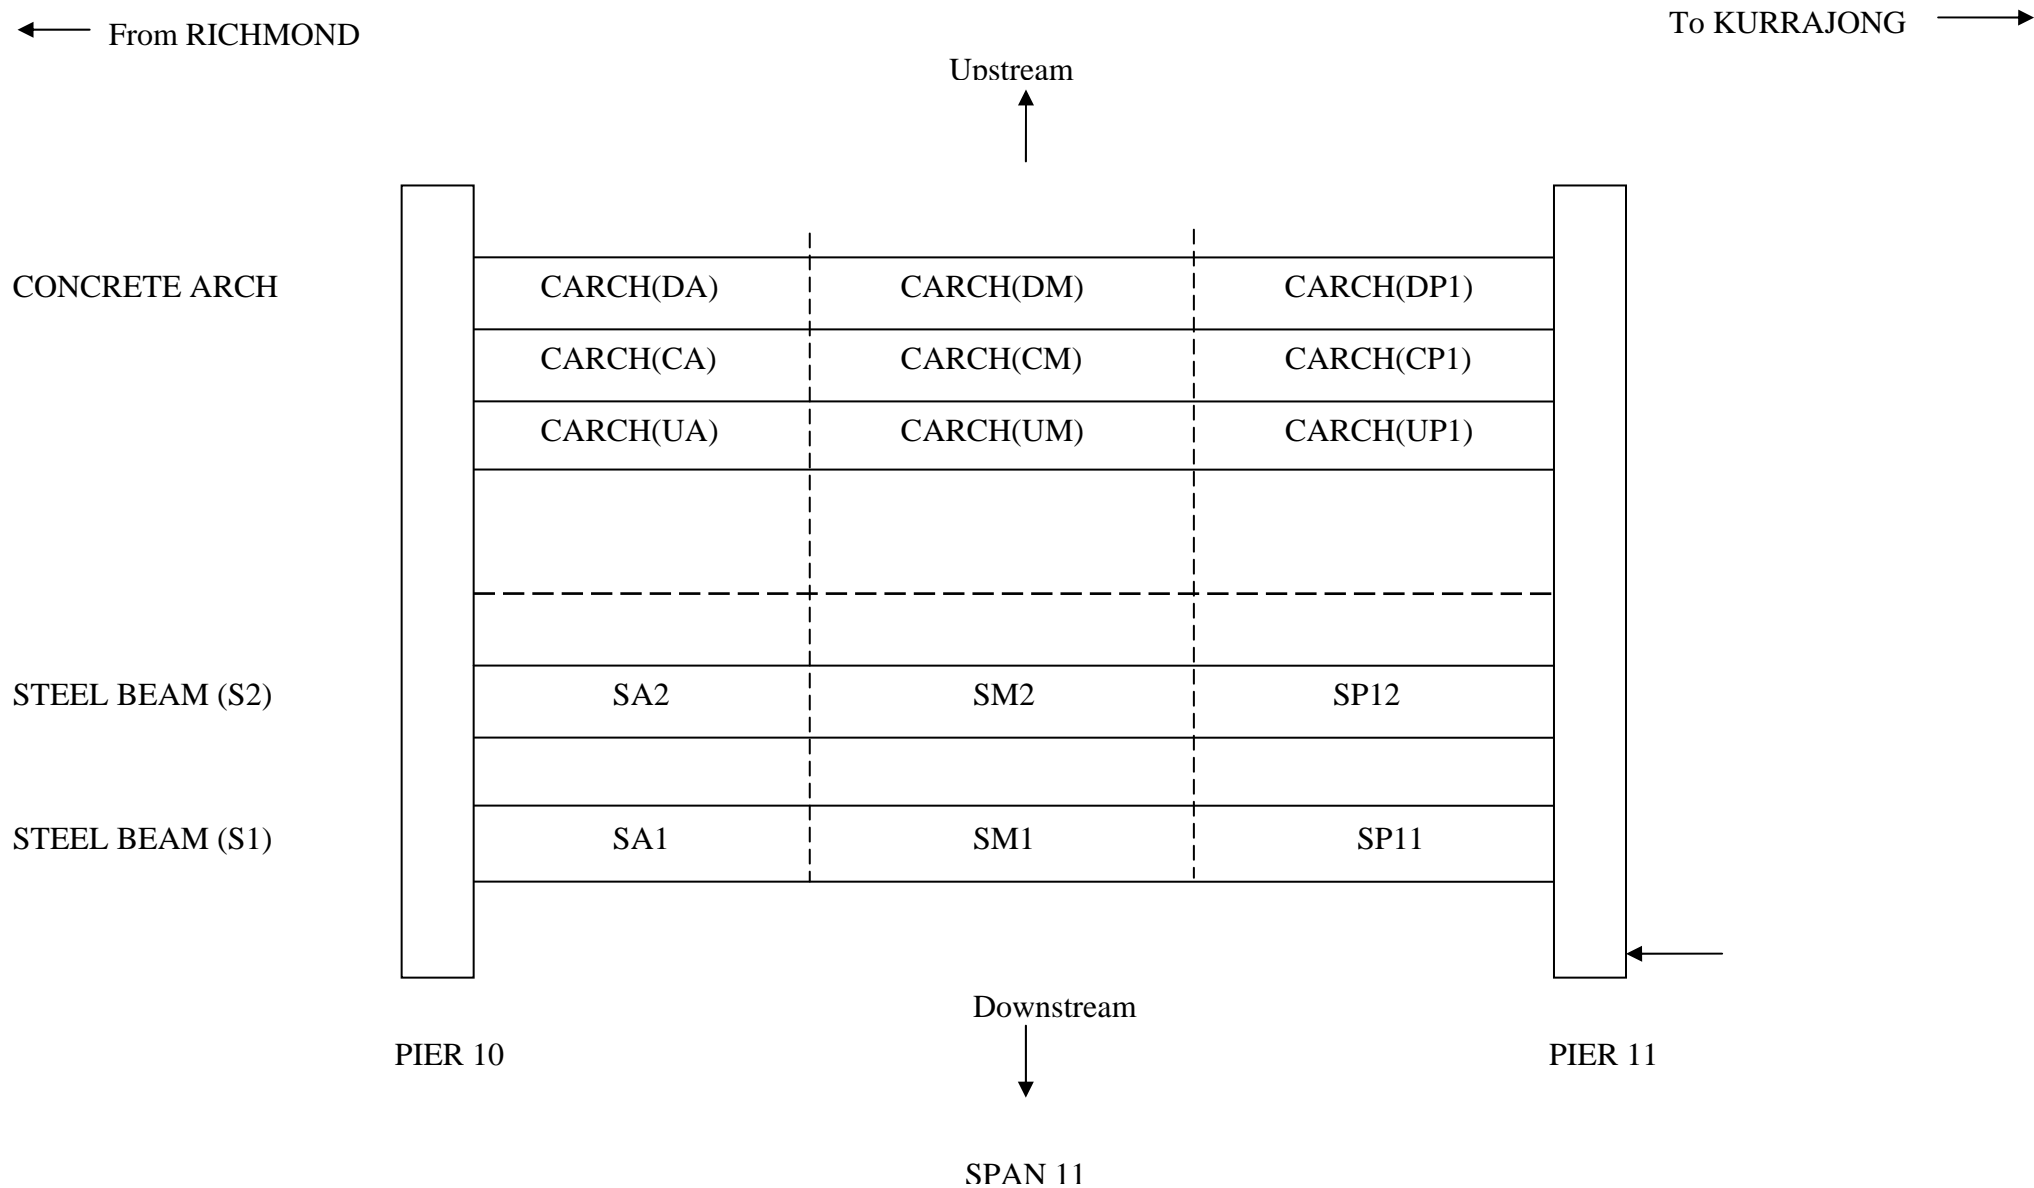 From RICHMOND
To KURRAJONG
Upstream
CONCRETE ARCH CARCH(DA) CARCH(DM) CARCH(DP1)
CARCH(CA) CARCH(CM) CARCH(CP1)
CARCH(UA) CARCH(UM) CARCH(UP1)
STEEL BEAM (S2) SA2 SM2 SP12
STEEL BEAM (S1) SA1 SM1 SP11
Downstream
PIER 10 PIER 11
SPAN 11